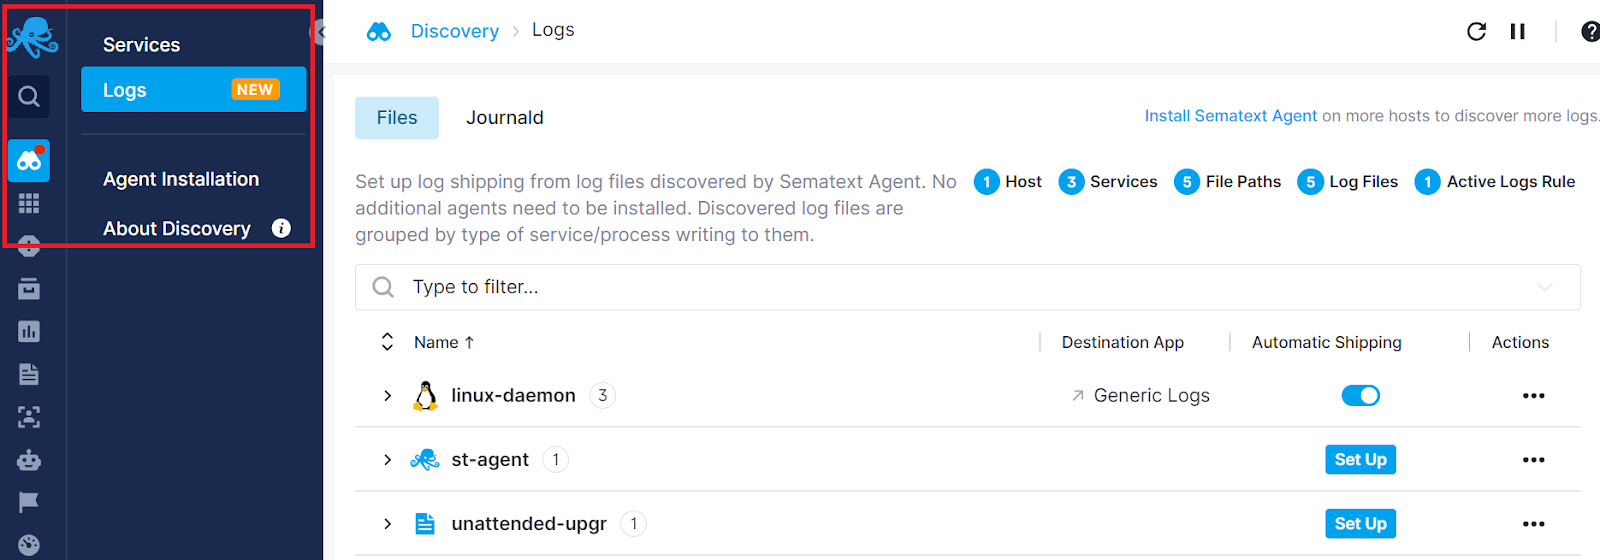 Services
Logs NEW
Agent Installation
About Discovery
Discovery Logs
Files Journald
Install Sematext Agent on more hosts to discover more logs.
Set up log shipping from log files discovered by Sematext Agent. No
additional agents need to be installed. Discovered log files are
grouped by type of service/process writing to them.
1 Host 3 Services 5 File Paths 5 Log Files 1 Active Logs Rule
Type to filter...
Name ↑ Destination App Automatic Shipping Actions
linux-daemon 3 Generic Logs
st-agent 1 Set Up
unattended-upgr 1 Set Up